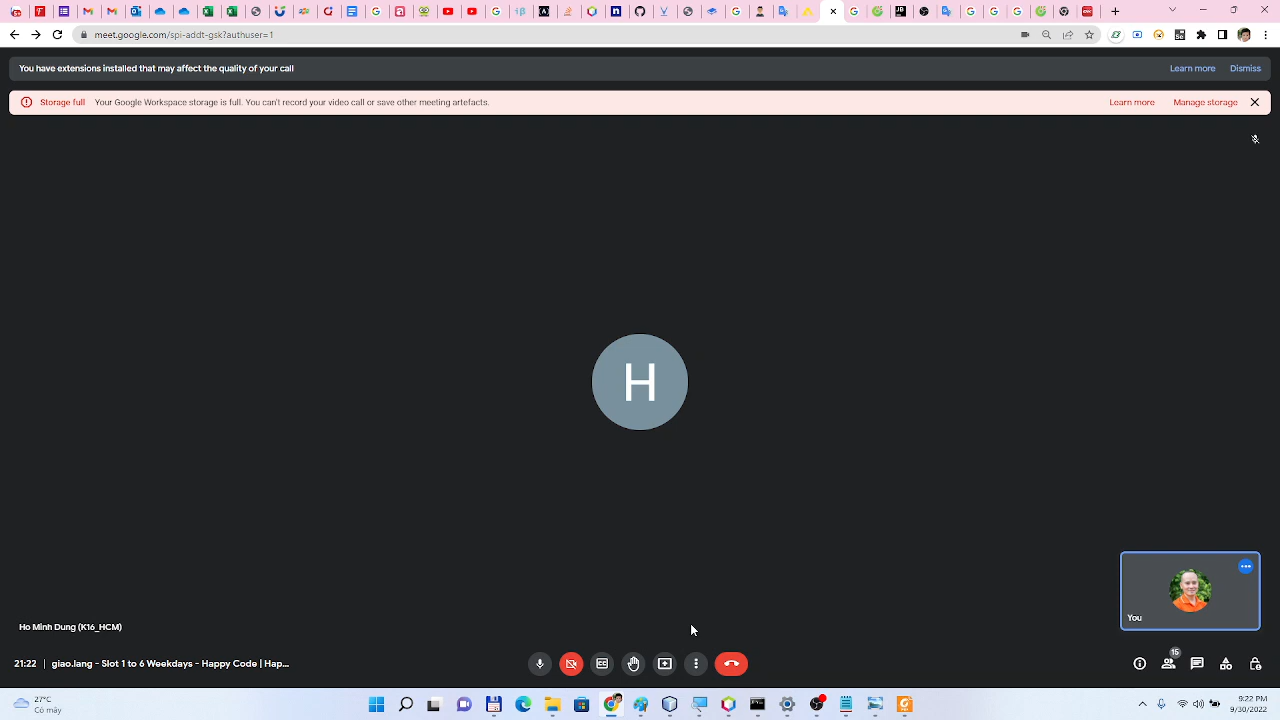 meet.google.com/spi-addt-gsk?authuser=1
You have extensions installed that may affect the quality of your call
Learn more
Dismiss
Storage full
Your Google Workspace storage is full. You can't record your video call or save other meeting artefacts.
Learn more
Manage storage
H
You
Ho Minh Dung (K16_HCM)
21:22 | giao.lang - Slot 1 to 6 Weekdays - Happy Code | Hap...
15
27°C
Có mây
9:22 PM
9/30/2022